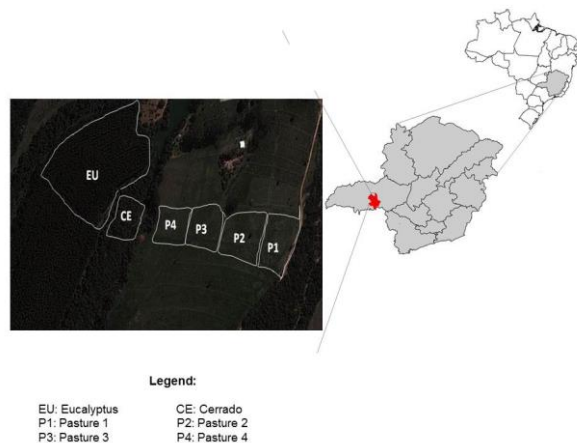 EU
CE
P4
P3
P2
P1
Legend:
EU: Eucalyptus CE: Cerrado
P1: Pasture 1 P2: Pasture 2
P3: Pasture 3 P4: Pasture 4